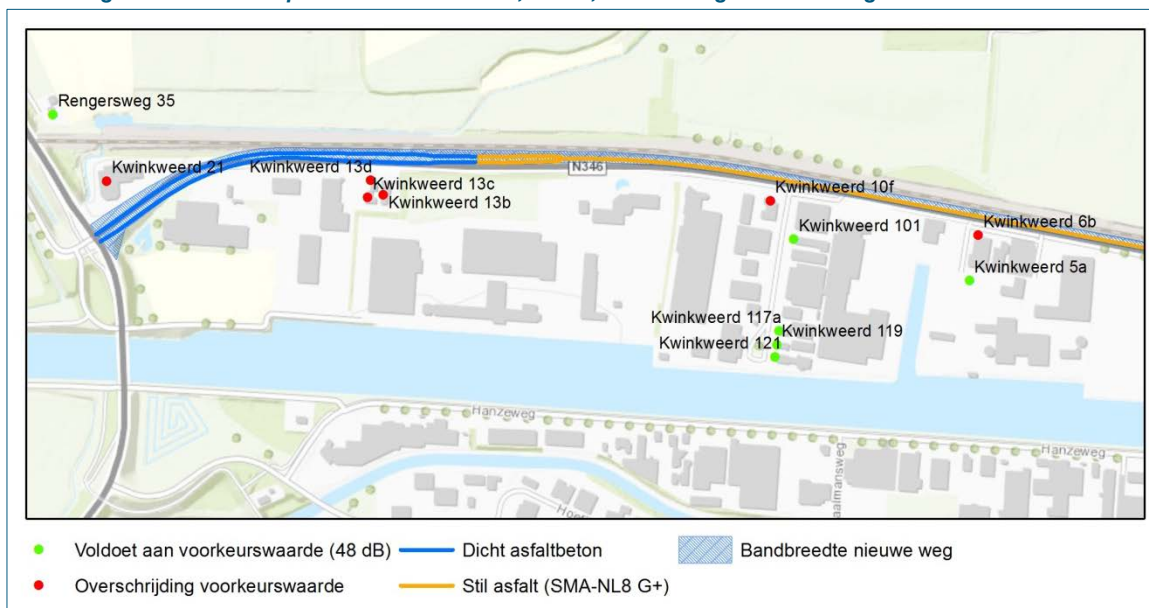 Rengersweg 35
Kwinkweerd 21
Kwinkweerd 13d
Kwinkweerd 13c
Kwinkweerd 13b
N346
Kwinkweerd 10f
Kwinkweerd 101
Kwinkweerd 6b
Kwinkweerd 5a
Kwinkweerd 117a
Kwinkweerd 119
Kwinkweerd 121
Hanzeweg
Hanzeweg
Voldoet aan voorkeurswaarde (48 dB)
Dicht asfaltbeton
Bandbreedte nieuwe weg
Overschrijding voorkeurswaarde
Stil asfalt (SMA-NL8 G+)